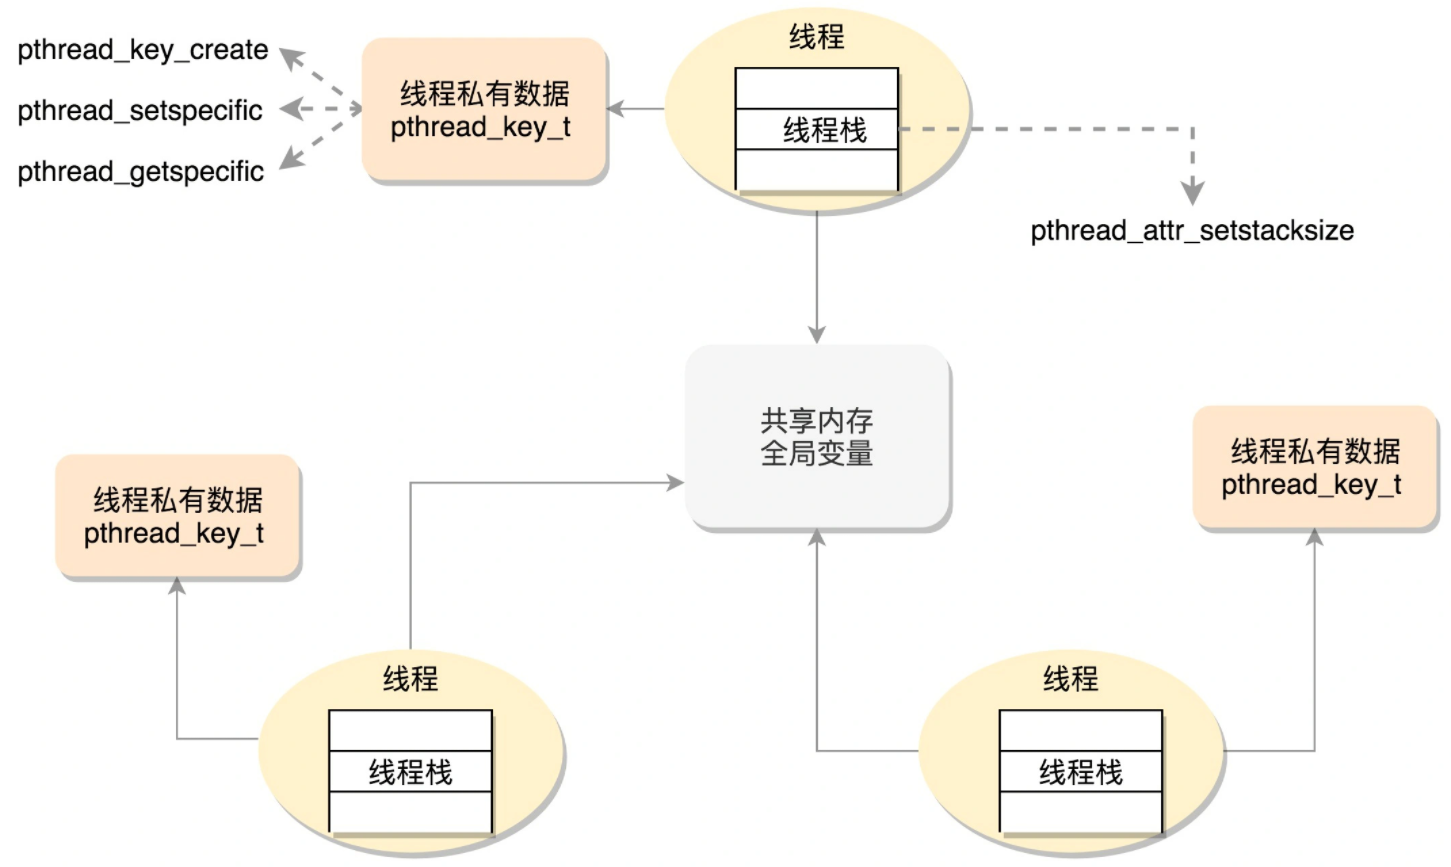 pthread_key_create
pthread_setspecific
pthread_getspecific
线程私有数据
pthread_key_t
线程
线程栈
pthread_attr_setstacksize
共享内存
全局变量
线程私有数据
pthread_key_t
线程私有数据
pthread_key_t
线程
线程栈
线程
线程栈